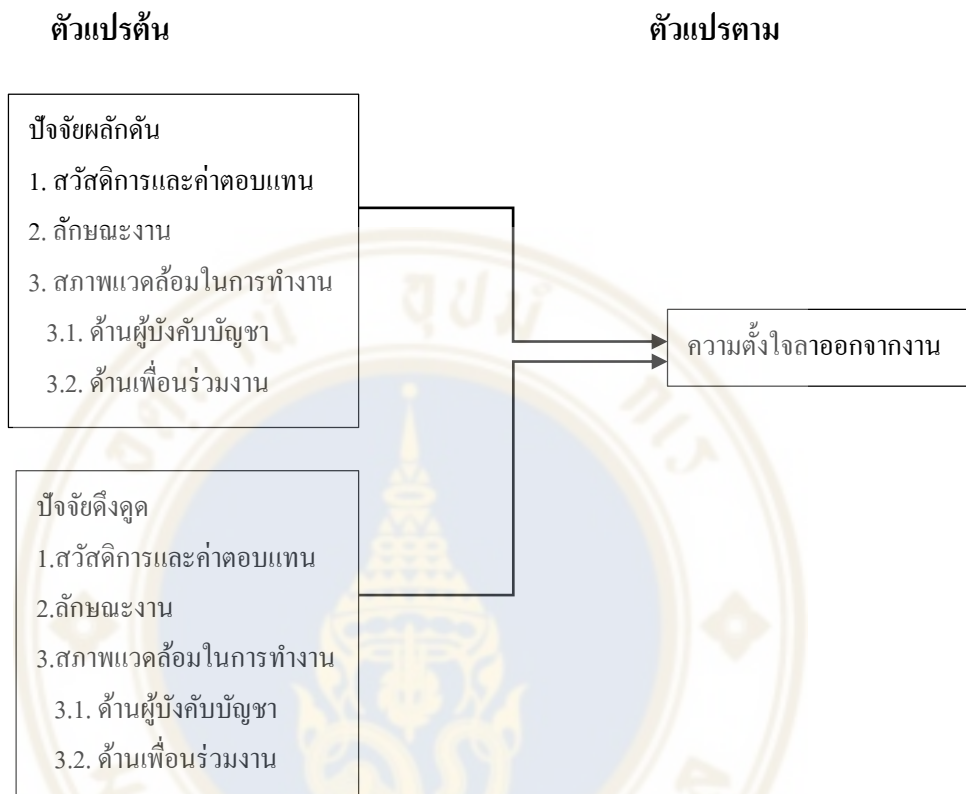 ตัวแปรต้น
ตัวแปรตาม
ปัจจัยผลักดัน
1. สวัสดิการและค่าตอบแทน
2. ลักษณะงาน
3. สภาพแวดล้อมในการทำงาน
3.1. ด้านผู้บังคับบัญชา
3.2. ด้านเพื่อนร่วมงาน
ความตั้งใจลาออกจากงาน
ปัจจัยดึงดูด
1.สวัสดิการและค่าตอบแทน
2.ลักษณะงาน
3.สภาพแวดล้อมในการทำงาน
3.1. ด้านผู้บังคับบัญชา
3.2. ด้านเพื่อนร่วมงาน